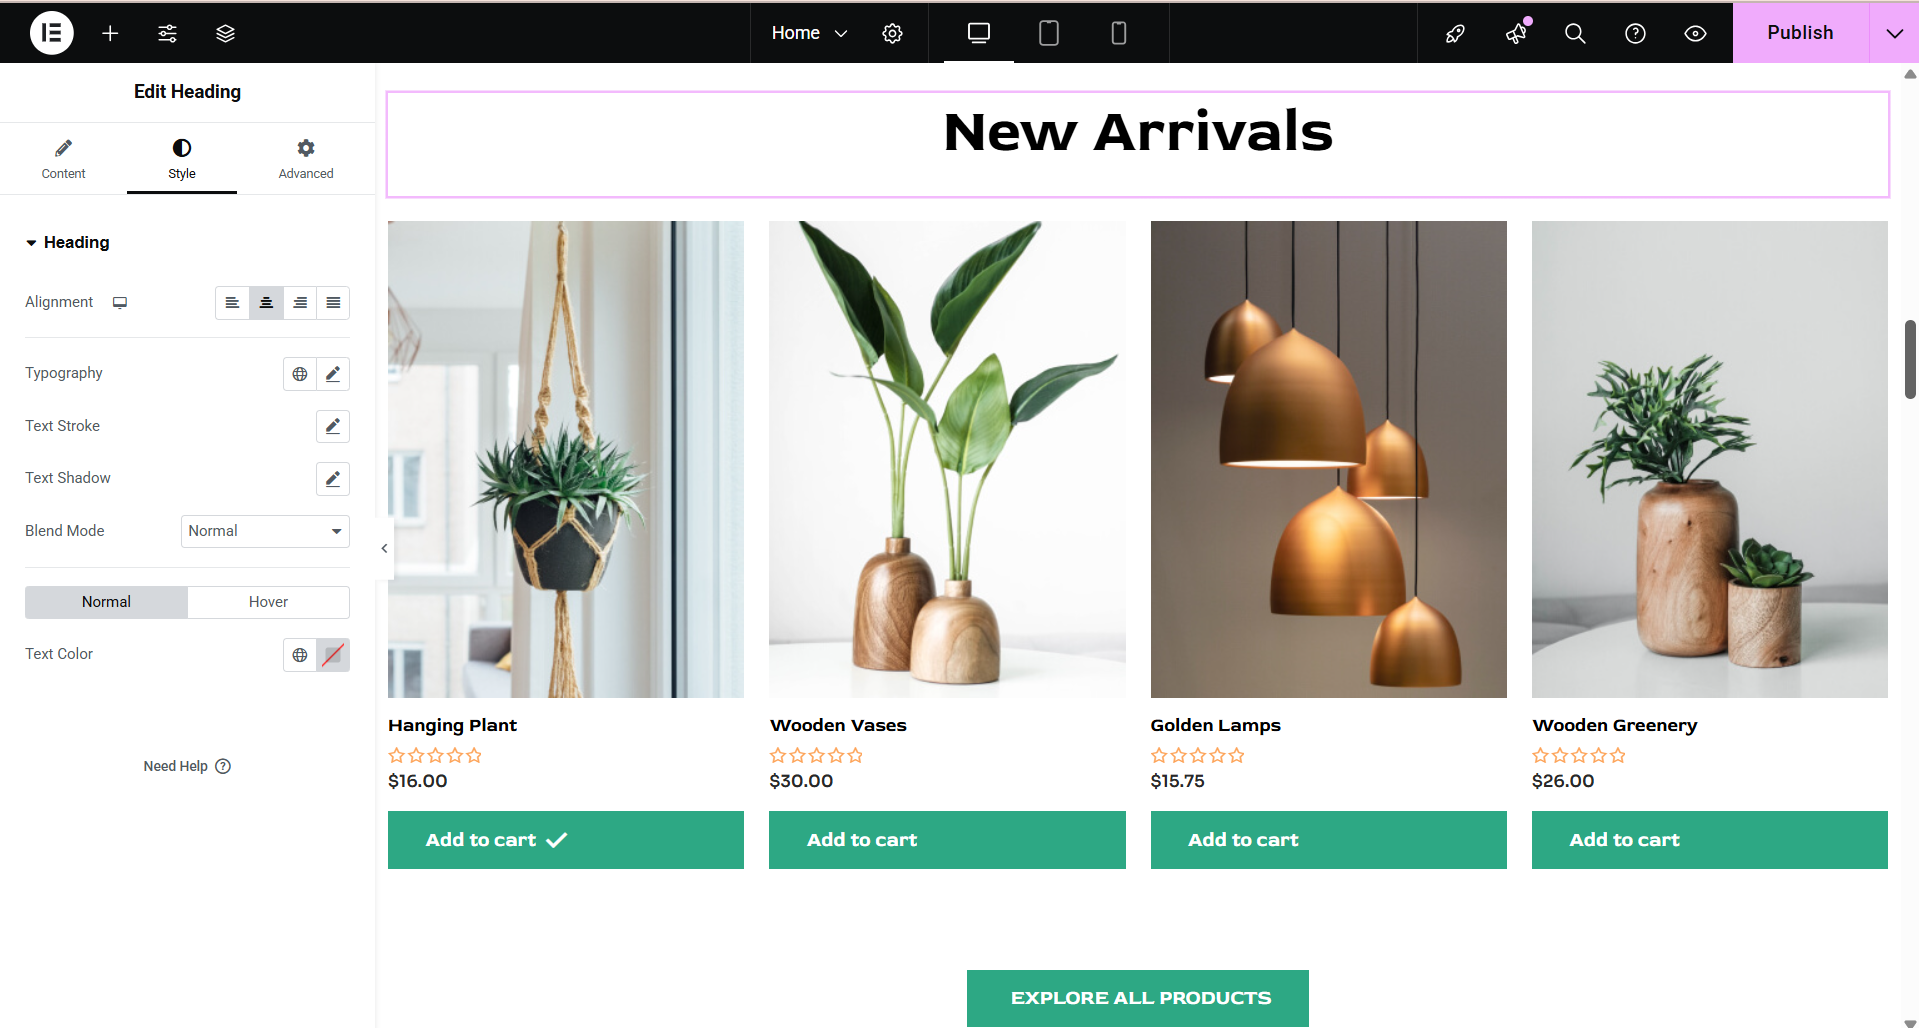 Home
Publish
Edit Heading
Content Style Advanced
Heading
Alignment
Typography
Text Stroke
Text Shadow
Blend Mode Normal
Normal Hover
Text Color
Need Help ?
New Arrivals
Hanging Plant
$16.00
Add to cart
Wooden Vases
$30.00
Add to cart
Golden Lamps
$15.75
Add to cart
Wooden Greenery
$26.00
Add to cart
EXPLORE ALL PRODUCTS